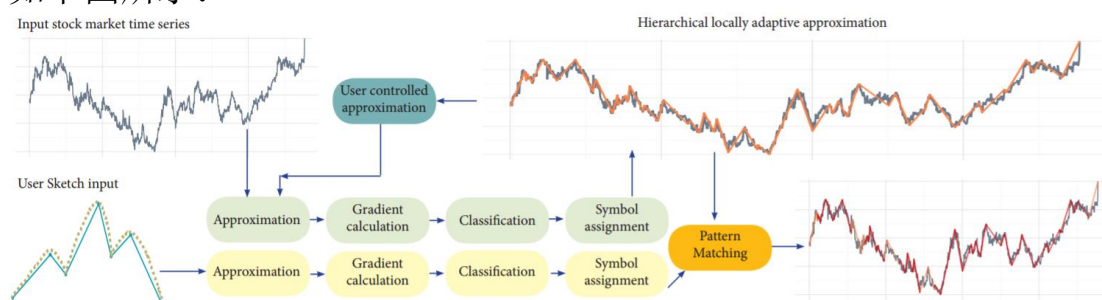 Input stock market time series
Hierarchical locally adaptive approximation
User controlled
approximation
User Sketch input
Approximation
Gradient
calculation
Classification
Symbol
assignment
Pattern
Matching
Approximation
Gradient
calculation
Classification
Symbol
assignment